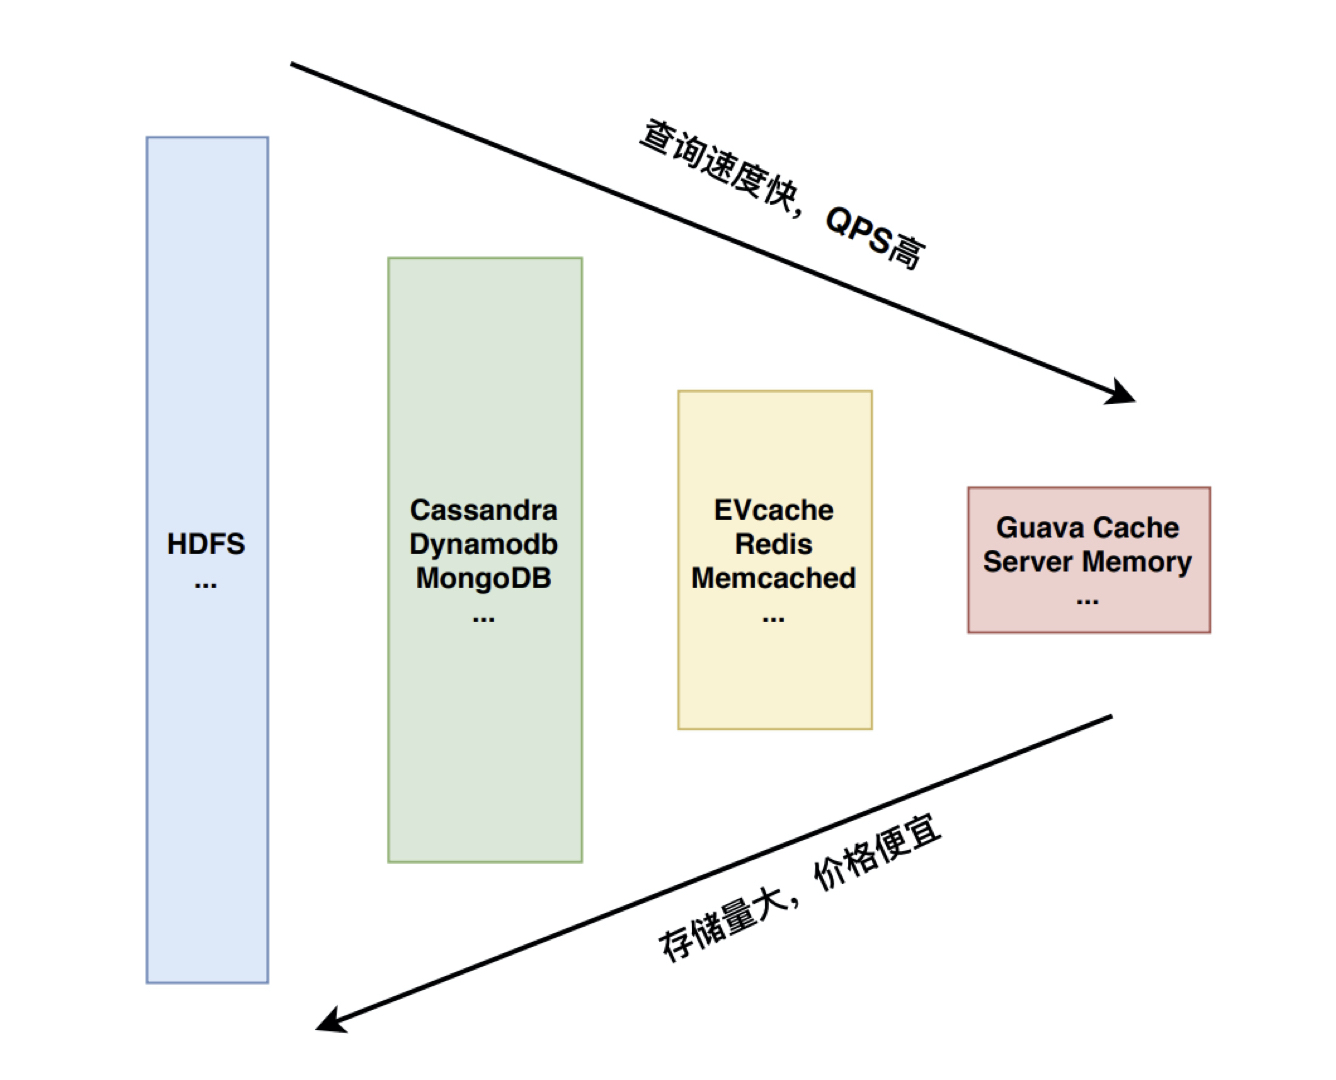 查询速度快，QPS高
HDFS
...
Cassandra
Dynamodb
MongoDB
...
EVcache
Redis
Memcached
...
Guava Cache
Server Memory
...
存储量大，价格便宜